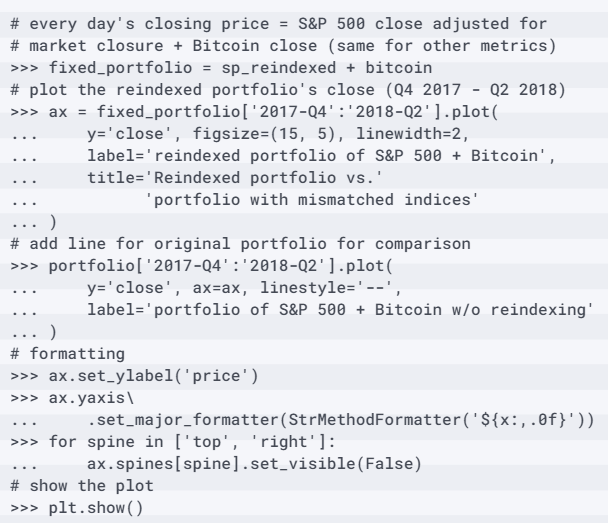 # every day's closing price = S&P 500 close adjusted for
# market closure + Bitcoin close (same for other metrics)
>>> fixed_portfolio = sp_reindexed + bitcoin
# plot the reindexed portfolio's close (Q4 2017 - Q2 2018)
>>> ax = fixed_portfolio['2017-Q4':'2018-Q2'].plot(
...     y='close', figsize=(15, 5), linewidth=2,
...     label='reindexed portfolio of S&P 500 + Bitcoin',
...     title='Reindexed portfolio vs.'
...           'portfolio with mismatched indices'
... )
# add line for original portfolio for comparison
>>> portfolio['2017-Q4':'2018-Q2'].plot(
...     y='close', ax=ax, linestyle='--',
...     label='portfolio of S&P 500 + Bitcoin w/o reindexing'
... )
# formatting
>>> ax.set_ylabel('price')
>>> ax.yaxis\
...     .set_major_formatter(StrMethodFormatter('${x:,.0f}'))
>>> for spine in ['top', 'right']:
...     ax.spines[spine].set_visible(False)
# show the plot
>>> plt.show()